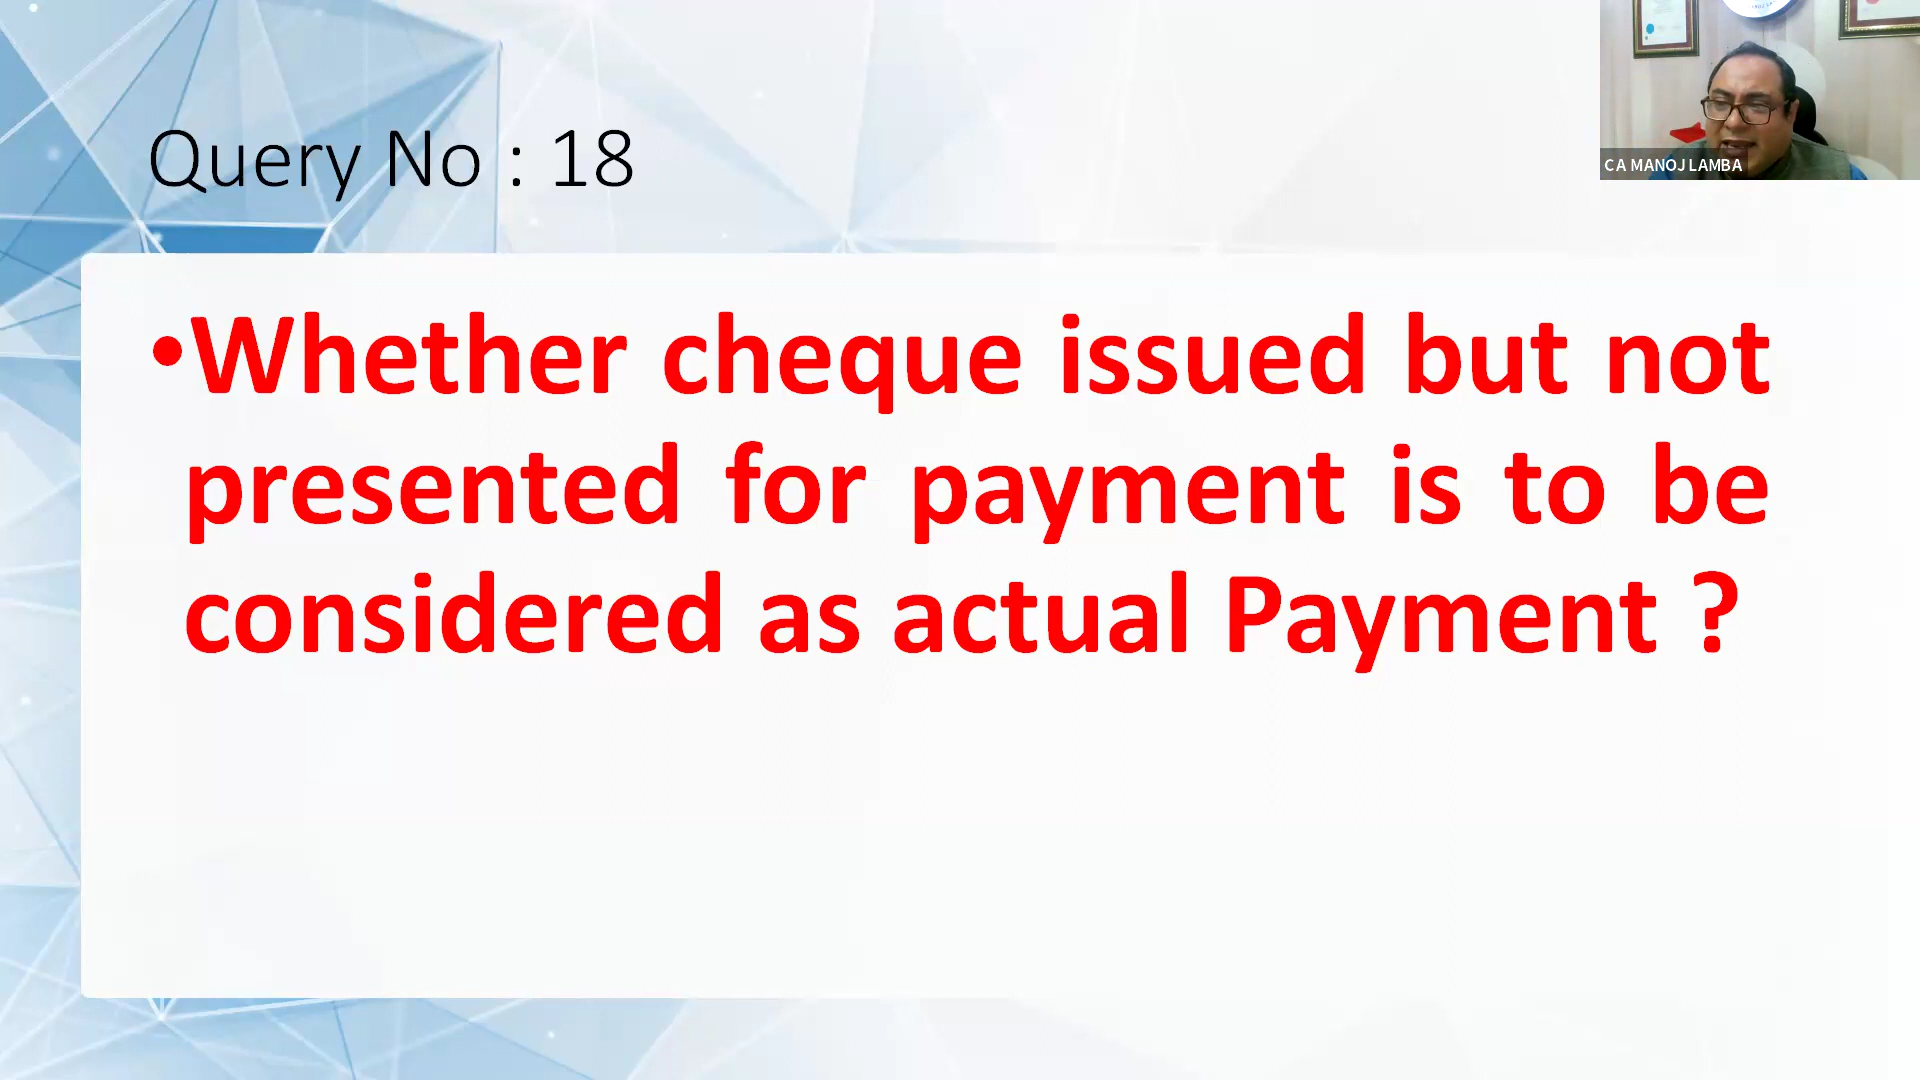 Query No : 18
•Whether cheque issued but not
presented for payment is to be
considered as actual Payment ?
CA MANOJ LAMBA